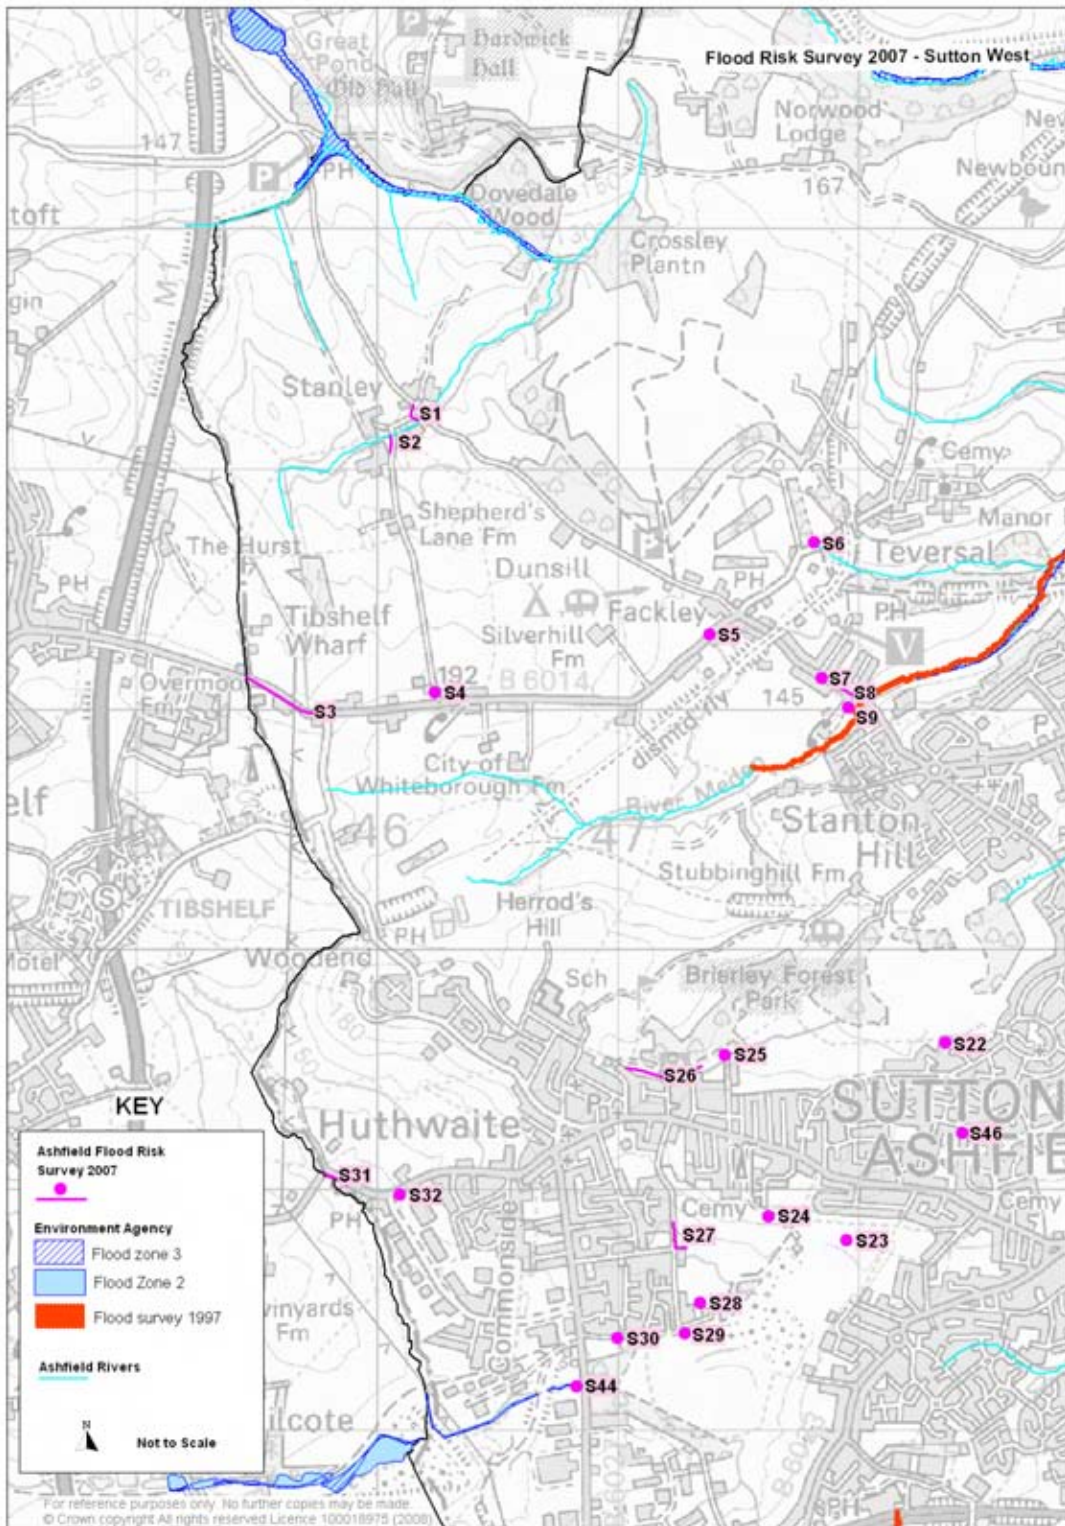 Great
Pond
Old Hall
P
Hardwick
Hall
Flood Risk Survey 2007 - Sutton West
Norwood
Lodge
147
P
PH
Dovedale
Wood
167
Crossley
Plantn
M 1
Stanley
S1
S2
Cemy
Shepherd's
Lane Fm
Manor
The Hurst
S6
Teversal
Dunsill
PH
PH
Tibshelf
Wharf
Fackley
PH
Silverhill
Fm
S5
V
192
B 6014
S4
S7
S8
145
S9
S3
dismtd rly
City of
Whiteborough Fm
River Meden
46
47
Stanton
Hill
P
P
Stubbinghill Fm
S
TIBSHELF
Herrod's
Hill
PH
Woodend
Sch
Brierley Forest
Park
S22
S25
S26
KEY
P
Huthwaite
SUTTON
S46
S31
S32
PH
Cemy
Cemy
S24
S27
S23
Commonside
S28
S29
S30
S44
PH
Ashfield Flood Risk
Survey 2007
Environment Agency
Flood zone 3
Flood Zone 2
Flood survey 1997
Ashfield Rivers
N
Not to Scale
For reference purposes only. No further copies may be made.
© Crown copyright All rights reserved Licence 100018975 (2008)